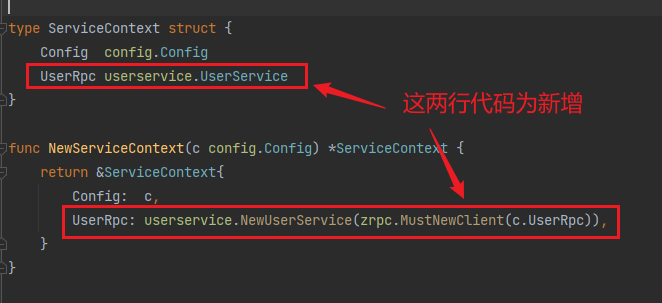 type ServiceContext struct {
Config config.Config
UserRpc userservice.UserService
}
这两行代码为新增
func NewServiceContext(c config.Config) *ServiceContext {
return &ServiceContext{
Config: c,
UserRpc: userservice.NewUserService(zrpc.MustNewClient(c.UserRpc)),
}
}